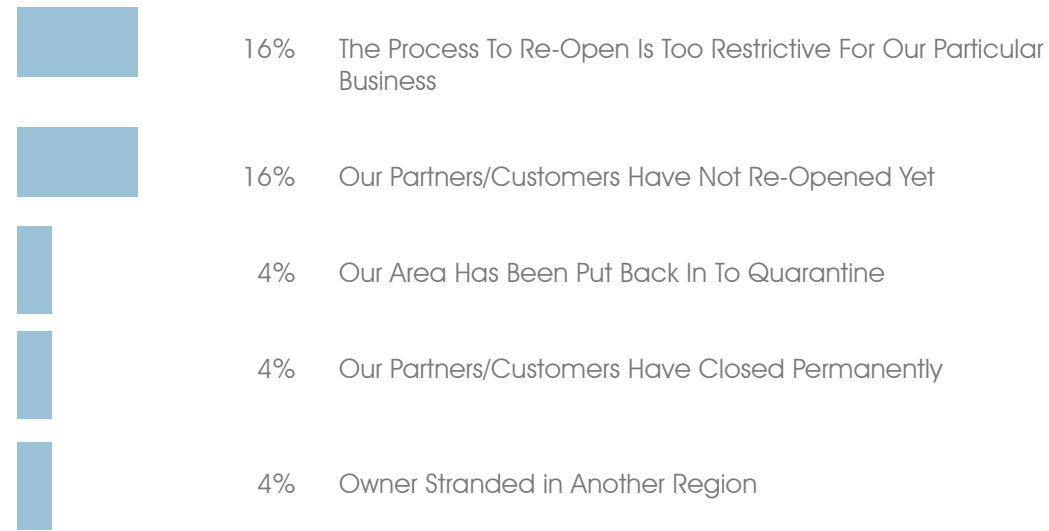 16% The Process To Re-Open Is Too Restrictive For Our Particular
Business
16% Our Partners/Customers Have Not Re-Opened Yet
4% Our Area Has Been Put Back In To Quarantine
4% Our Partners/Customers Have Closed Permanently
4% Owner Stranded in Another Region